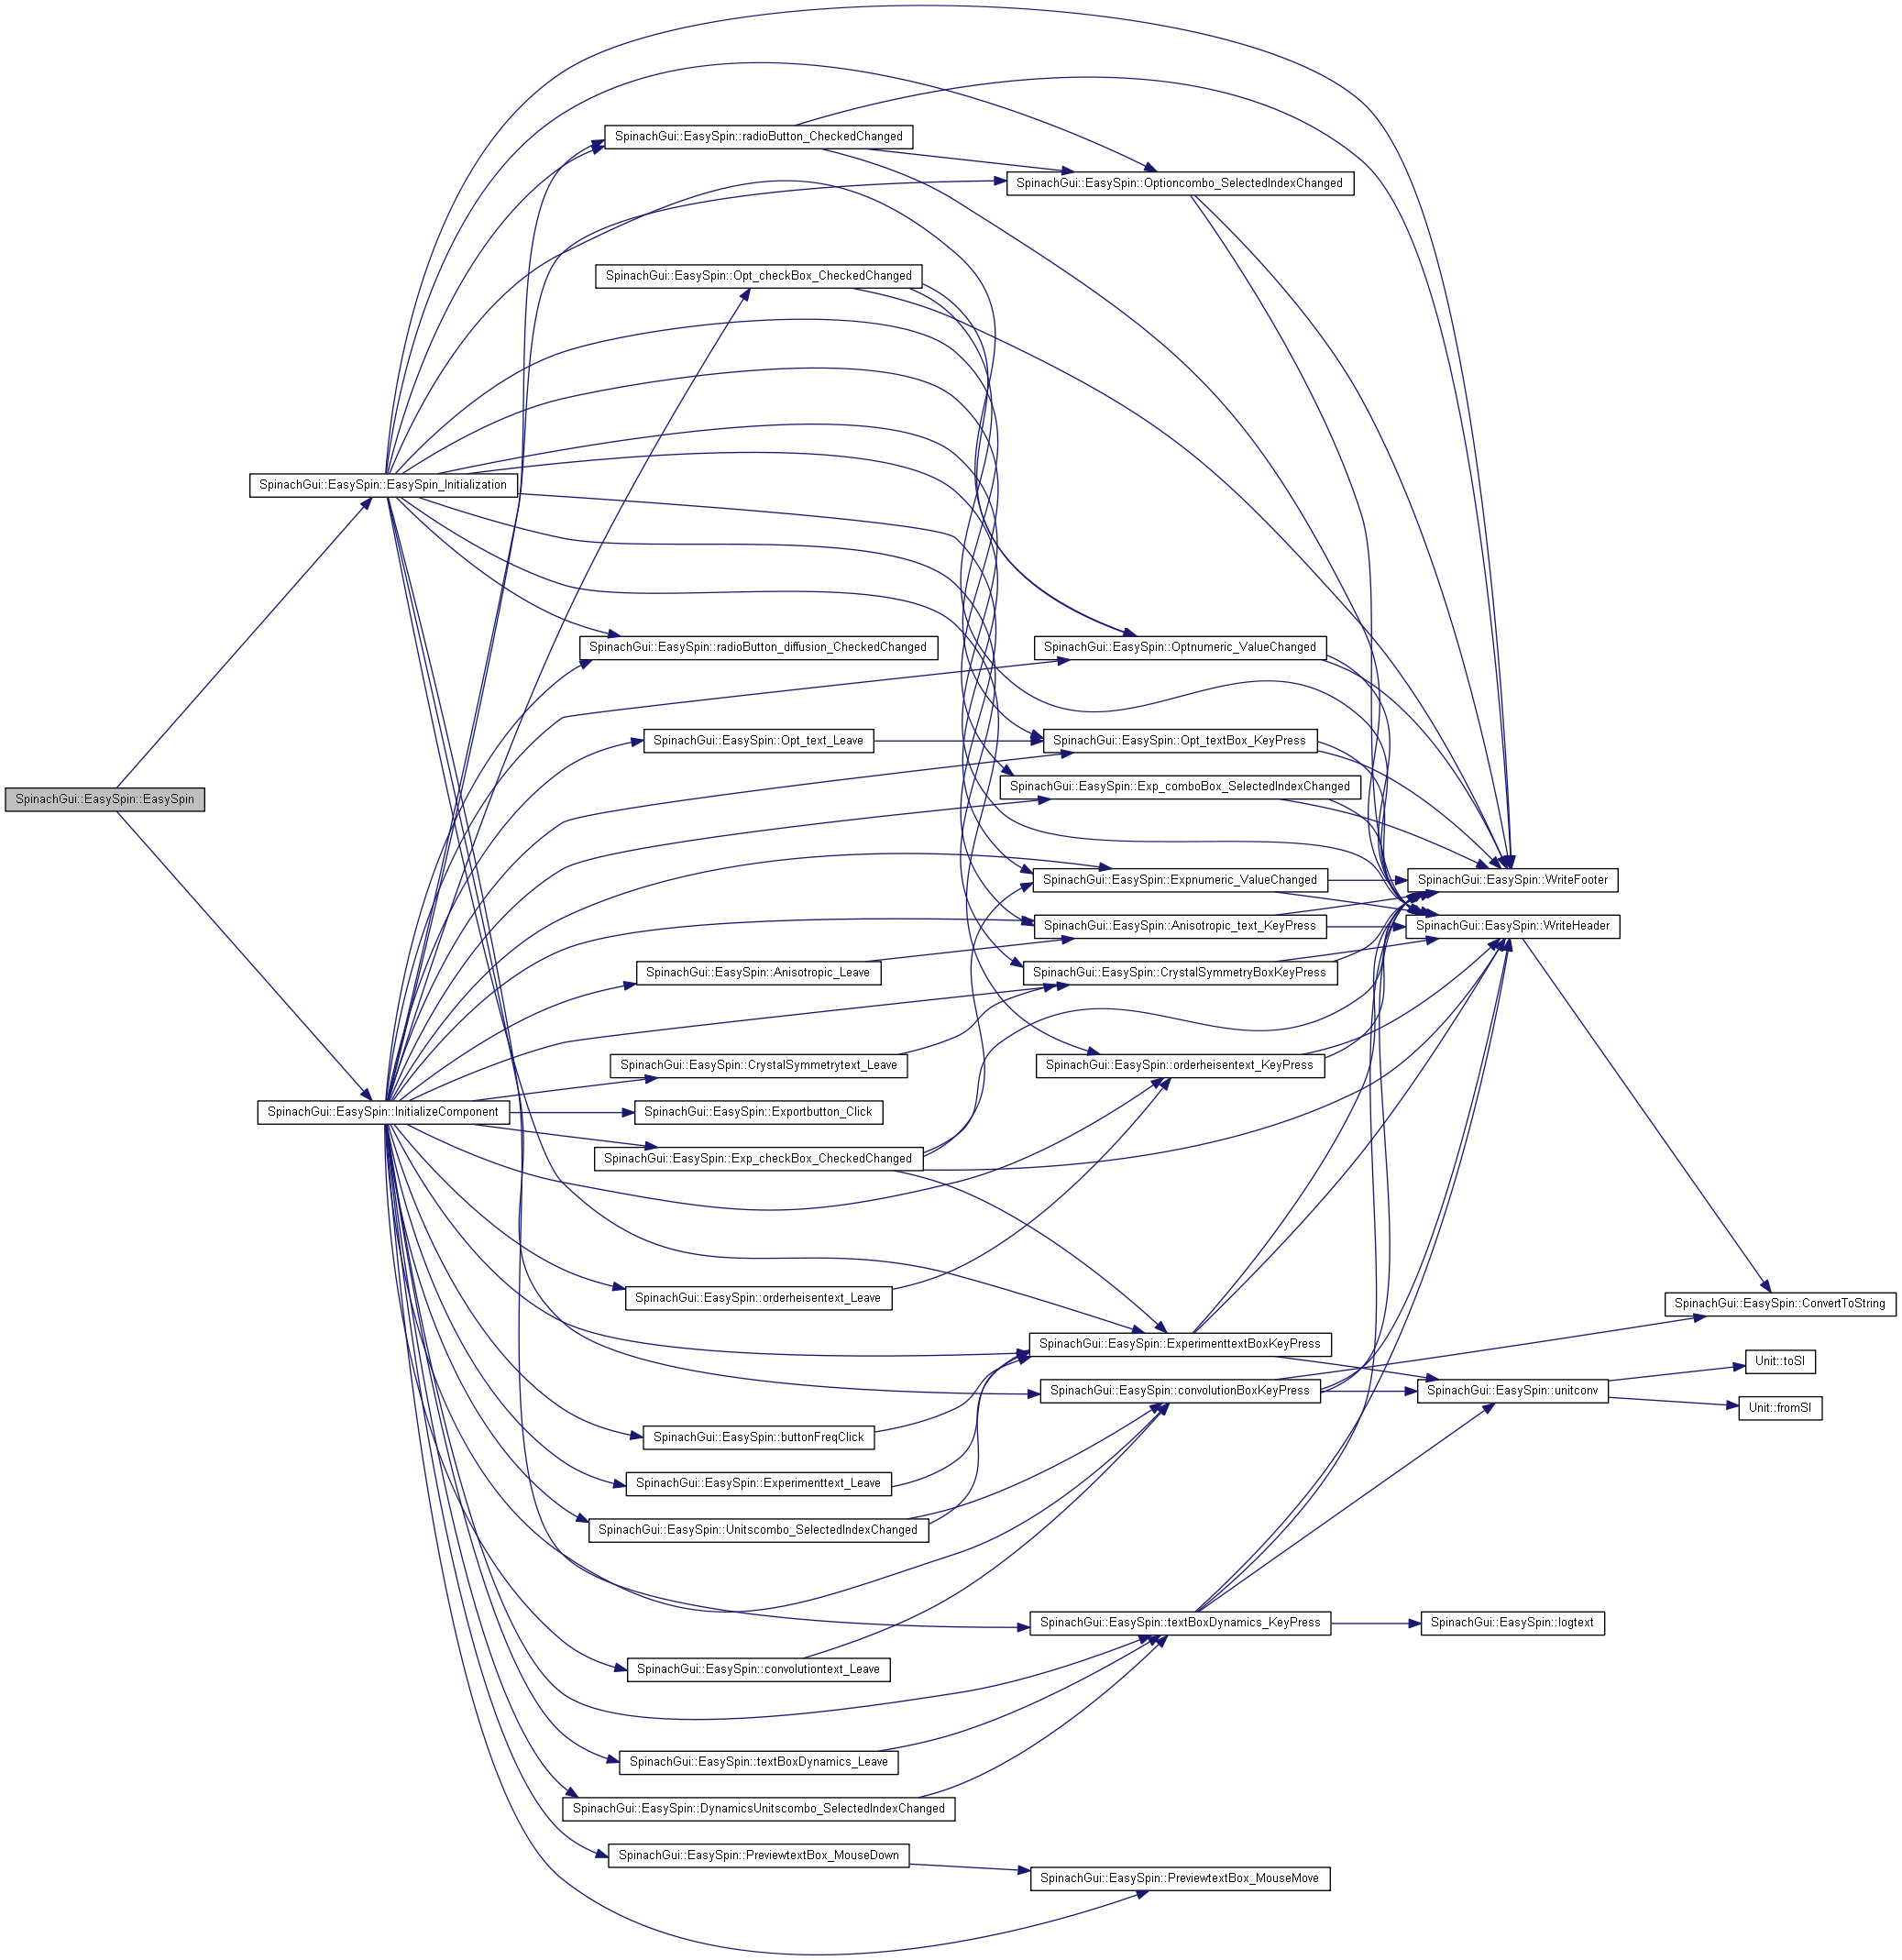 SpinachGui::EasySpin::radioButton_CheckedChanged
SpinachGui::EasySpin::Optioncombo_SelectedIndexChanged
SpinachGui::EasySpin::Opt_checkBox_CheckedChanged
SpinachGui::EasySpin::EasySpin_Initialization
SpinachGui::EasySpin::radioButton_diffusion_CheckedChanged
SpinachGui::EasySpin::Optnumeric_ValueChanged
SpinachGui::EasySpin::Opt_text_Leave
SpinachGui::EasySpin::Opt_textBox_KeyPress
SpinachGui::EasySpin::Exp_comboBox_SelectedIndexChanged
SpinachGui::EasySpin::EasySpin
SpinachGui::EasySpin::Expnumeric_ValueChanged
SpinachGui::EasySpin::WriteFooter
SpinachGui::EasySpin::Anisotropic_text_KeyPress
SpinachGui::EasySpin::WriteHeader
SpinachGui::EasySpin::Anisotropic_Leave
SpinachGui::EasySpin::CrystalSymmetryBoxKeyPress
SpinachGui::EasySpin::CrystalSymmetrytext_Leave
SpinachGui::EasySpin::orderheisentext_KeyPress
SpinachGui::EasySpin::InitializeComponent
SpinachGui::EasySpin::Exportbutton_Click
SpinachGui::EasySpin::Exp_checkBox_CheckedChanged
SpinachGui::EasySpin::orderheisentext_Leave
SpinachGui::EasySpin::ConvertToString
SpinachGui::EasySpin::ExperimenttextBoxKeyPress
Unit::toSI
SpinachGui::EasySpin::convolutionBoxKeyPress
SpinachGui::EasySpin::unitconv
Unit::fromSI
SpinachGui::EasySpin::buttonFreqClick
SpinachGui::EasySpin::Experimenttext_Leave
SpinachGui::EasySpin::Unitscombo_SelectedIndexChanged
SpinachGui::EasySpin::textBoxDynamics_KeyPress
SpinachGui::EasySpin::logtext
SpinachGui::EasySpin::convolutiontext_Leave
SpinachGui::EasySpin::textBoxDynamics_Leave
SpinachGui::EasySpin::DynamicsUnitscombo_SelectedIndexChanged
SpinachGui::EasySpin::PreviewtextBox_MouseDown
SpinachGui::EasySpin::PreviewtextBox_MouseMove